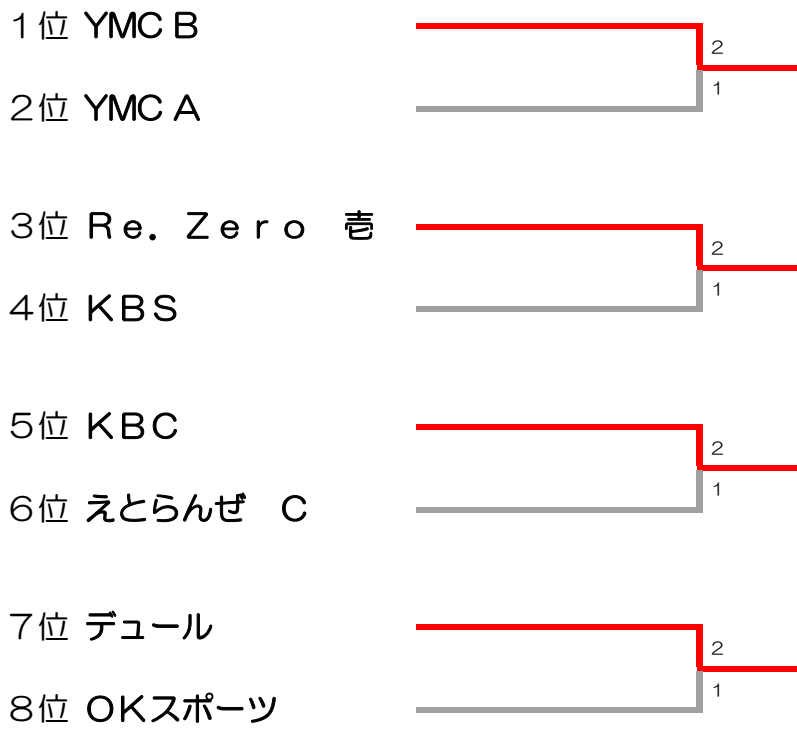 1位 YMC B
2
1
2位 YMC A
3位 Ｒｅ．Ｚｅｒｏ　壱
2
1
4位 KBS
5位 KBC
2
1
6位 えとらんぜ　C
7位 デュール
2
1
8位 OKスポーツ